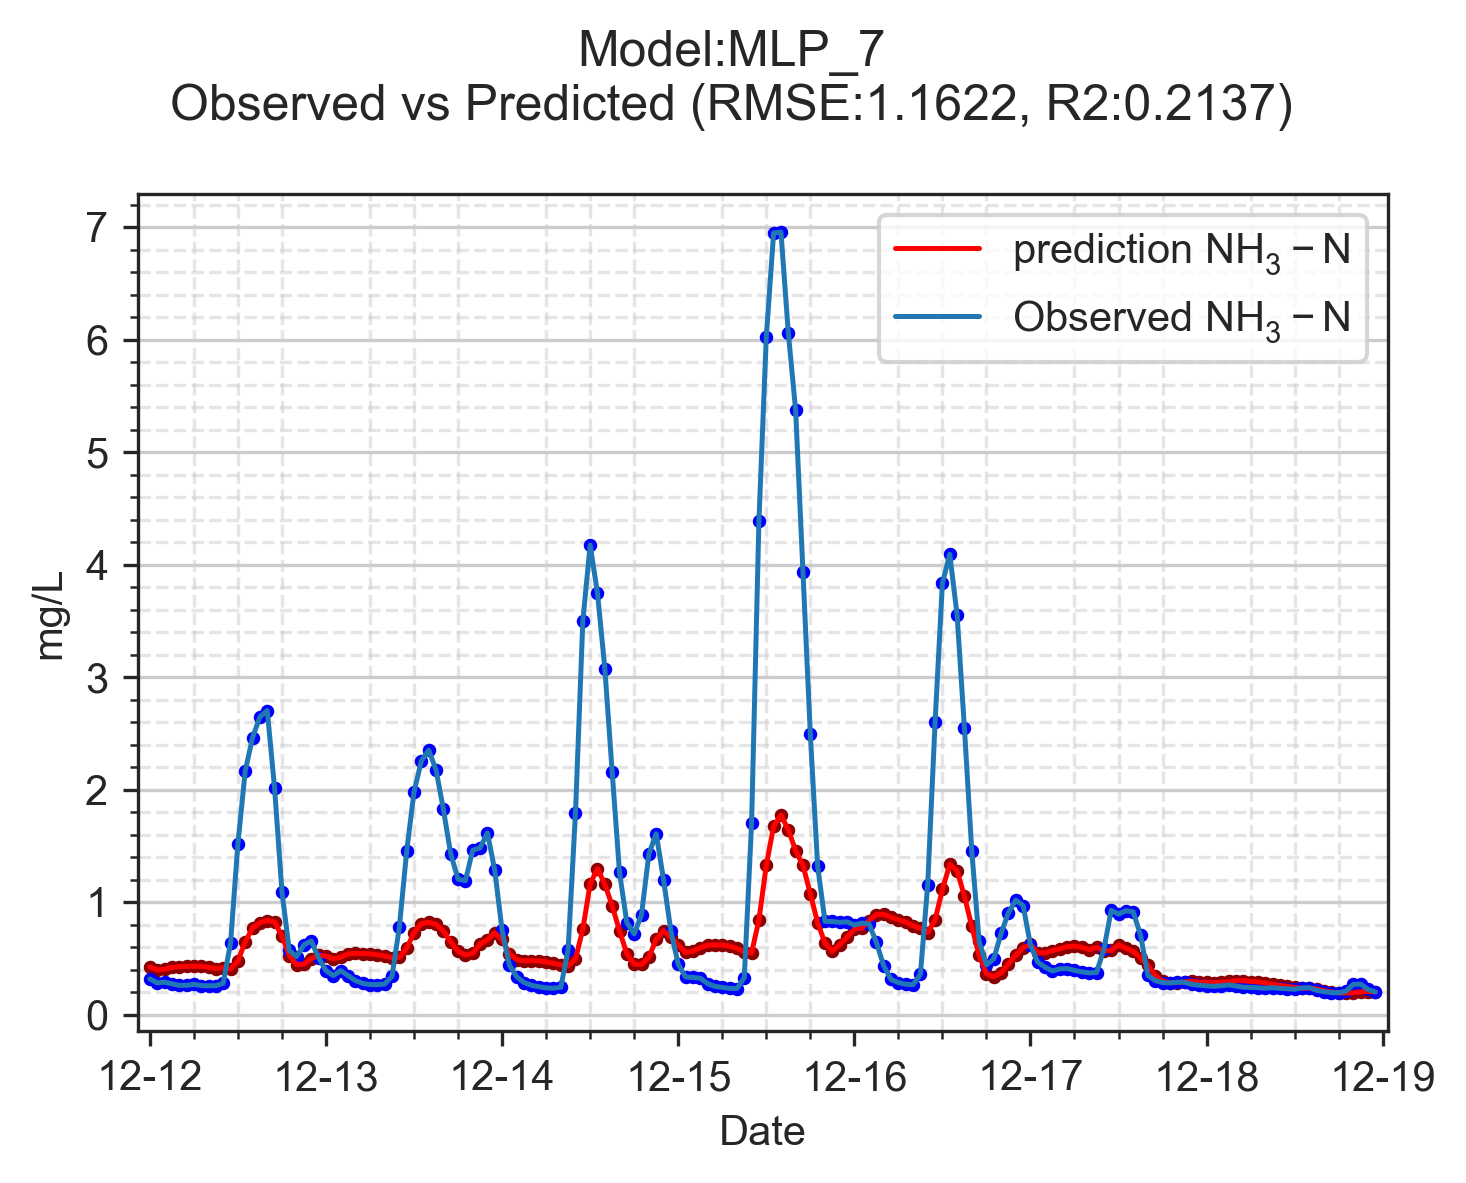 Model:MLP_7
Observed vs Predicted (RMSE:1.1622, R2:0.2137)
prediction NH₃ − N
Observed NH₃ − N
7
6
5
4
3
2
1
0
mg/L
12-12 12-13 12-14 12-15 12-16 12-17 12-18 12-19
Date